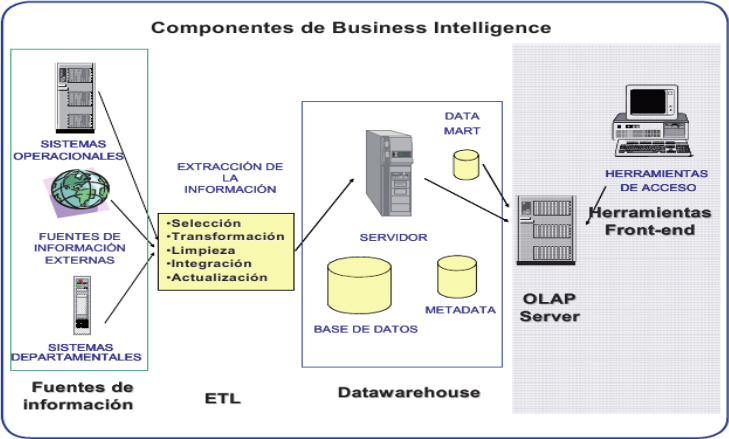 Componentes de Business Intelligence
SISTEMAS
OPERACIONALES
FUENTES DE
INFORMACIÓN
EXTERNAS
SISTEMAS
DEPARTAMENTALES
Fuentes de
información
EXTRACCIÓN DE
LA
INFORMACIÓN
•Selección
•Transformación
•Limpieza
•Integración
•Actualización
ETL
DATA
MART
SERVIDOR
BASE DE DATOS
METADATA
Datawarehouse
OLAP
Server
HERRAMIENTAS
DE ACCESO
Herramientas
Front-end